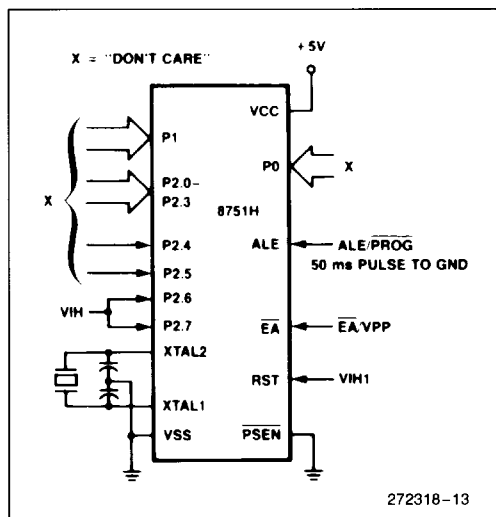 X = "DON'T CARE"
+5V
VCC
P1
P0
X
P2.0–
P2.3
X
8751H
P2.4
ALE
ALE/PROG
50 ms PULSE TO GND
P2.5
VIH
P2.6
P2.7
EA
EA/VPP
XTAL2
RST
VIH1
XTAL1
VSS
PSEN
272318-13